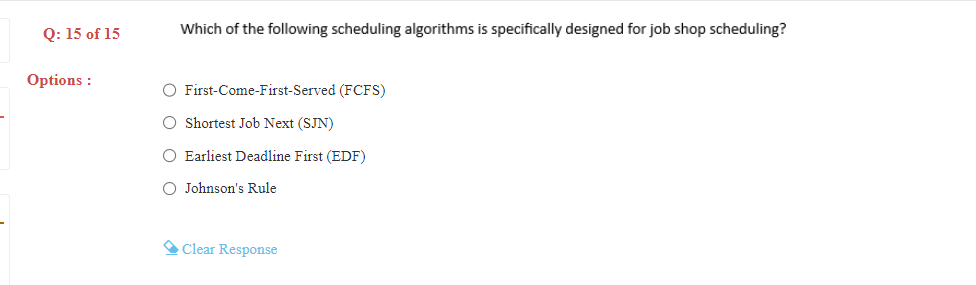 Q: 15 of 15
Which of the following scheduling algorithms is specifically designed for job shop scheduling?
Options :
First-Come-First-Served (FCFS)
Shortest Job Next (SJN)
Earliest Deadline First (EDF)
Johnson's Rule
Clear Response